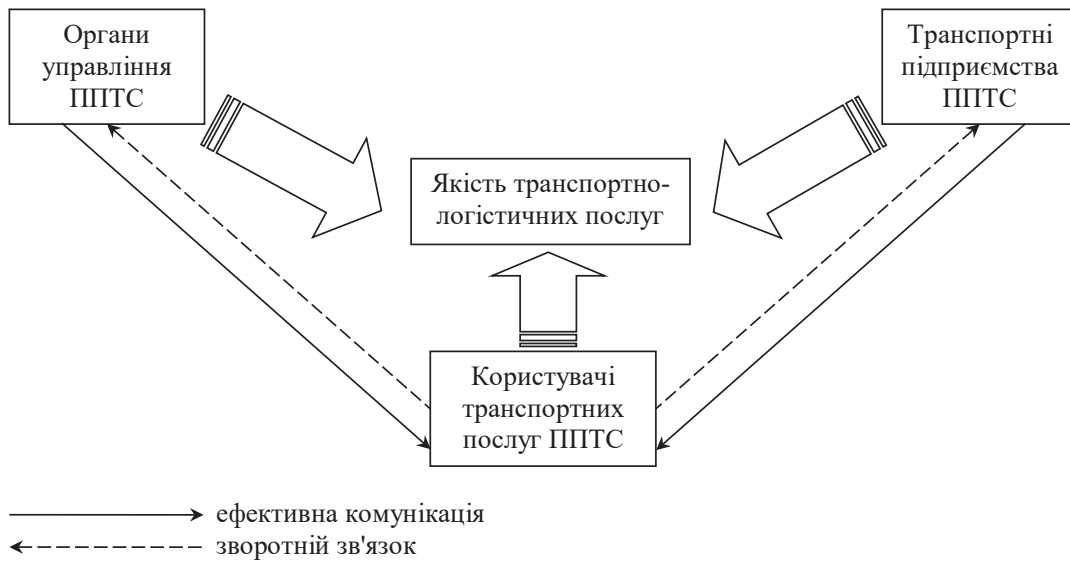 Органи
управління
ППТС
Транспортні
підприємства
ППТС
Якість транспортно-
логістичних послуг
Користувачі
транспортних
послуг ППТС
ефективна комунікація
зворотній зв'язок